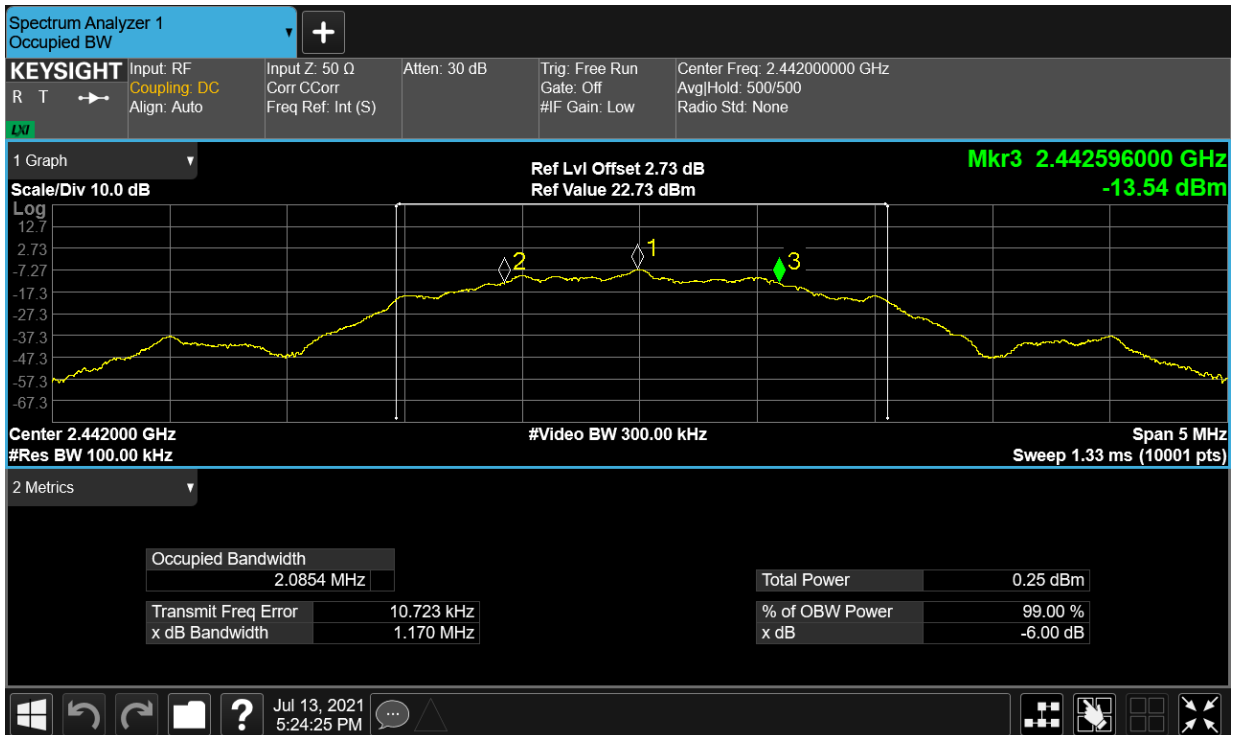 Spectrum Analyzer 1
Occupied BW
KEYSIGHT
R T
LXI
Input: RF
Coupling: DC
Align: Auto
Input Z: 50 Ω
Corr CCorr
Freq Ref: Int (S)
Atten: 30 dB
Trig: Free Run
Gate: Off
#IF Gain: Low
Center Freq: 2.442000000 GHz
Avg|Hold: 500/500
Radio Std: None
1 Graph
Scale/Div 10.0 dB
Ref Lvl Offset 2.73 dB
Ref Value 22.73 dBm
Mkr3 2.442596000 GHz
-13.54 dBm
Log
12.7
2.73
-7.27
-17.3
-27.3
-37.3
-47.3
-57.3
-67.3
2
1
3
Center 2.442000 GHz
#Video BW 300.00 kHz
Span 5 MHz
#Res BW 100.00 kHz
Sweep 1.33 ms (10001 pts)
2 Metrics
Occupied Bandwidth
2.0854 MHz
Transmit Freq Error 10.723 kHz
x dB Bandwidth 1.170 MHz
Total Power 0.25 dBm
% of OBW Power 99.00 %
x dB -6.00 dB
?
Jul 13, 2021
5:24:25 PM